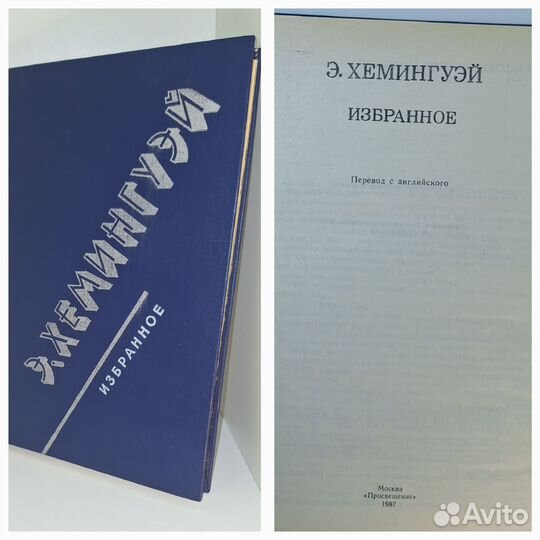 Э. ХЕМИНГУЭЙ
ИЗБРАННОЕ
Э. ХЕМИНГУЭЙ
ИЗБРАННОЕ
Перевод с английского
Москва
«Просвещение»
1987
Avito